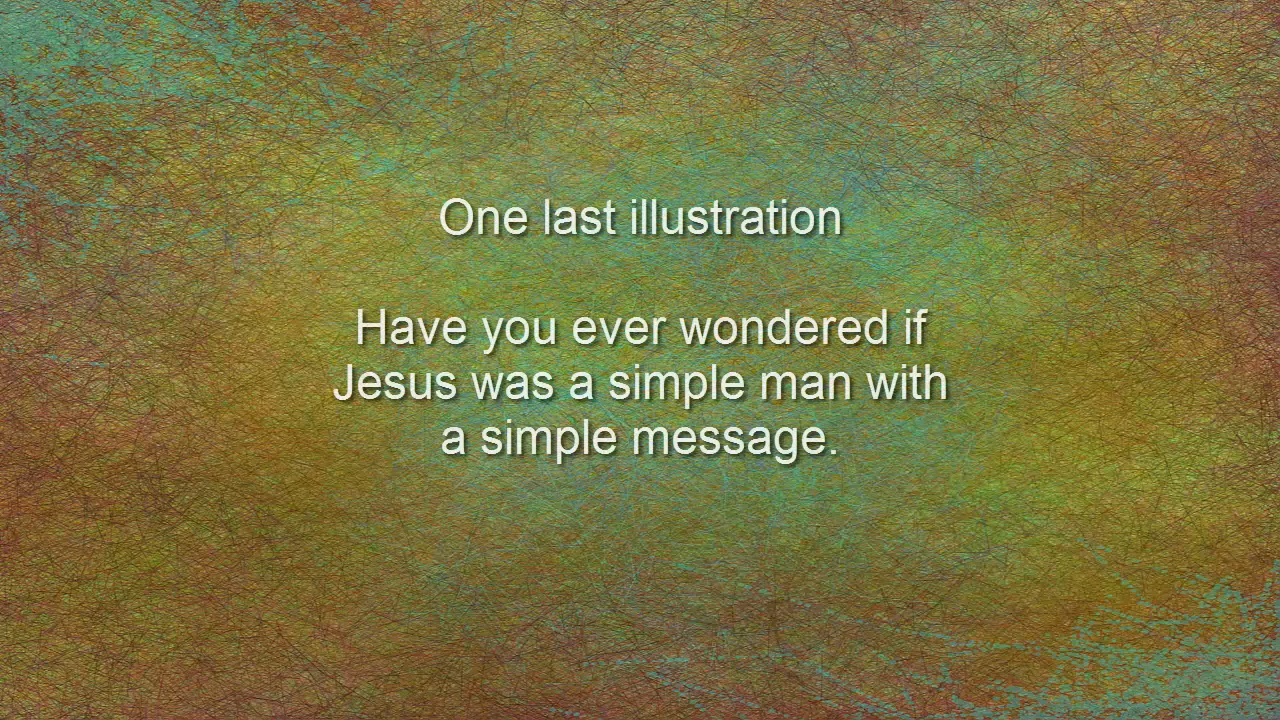 One last illustration
Have you ever wondered if
Jesus was a simple man with
a simple message.